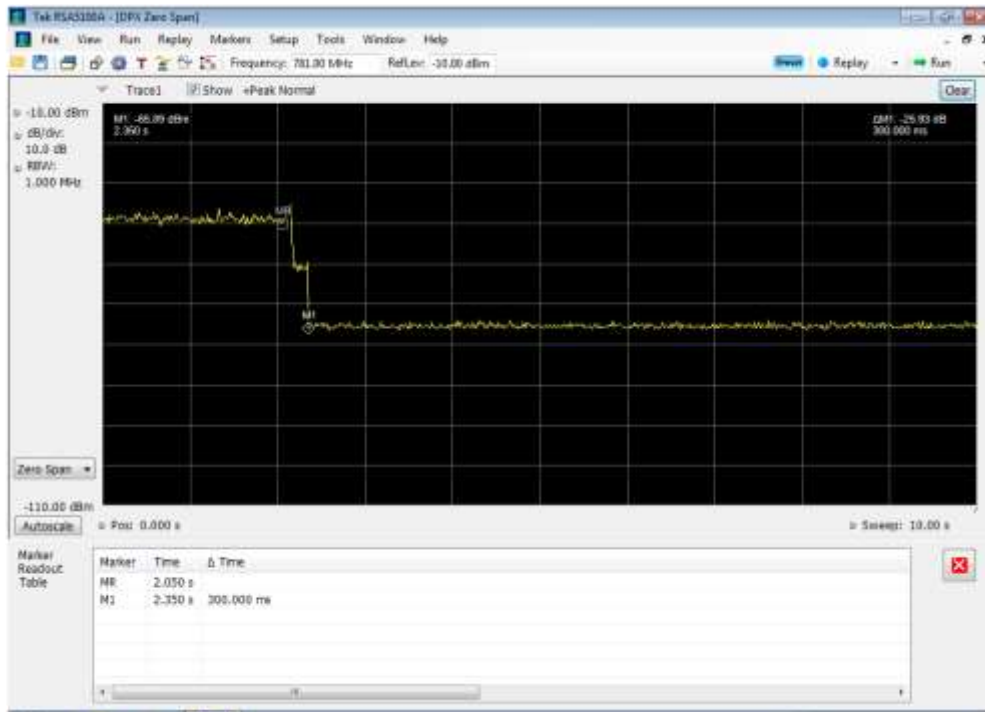 Tek RSA5100A - [DPX Zero Span]
File View Run Replay Markers Setup Tools Window Help
Frequency: 781.00 MHz RefLev: -10.00 dBm Preset Replay Run
Trace1 Show +Peak Normal Clear
-10.00 dBm
dB/div:
10.0 dB
RBW:
1.000 MHz
M1: -66.09 dBm
2.350 s
ΔM1: -25.93 dB
300.000 ms
MR
M1
Zero Span
-110.00 dBm
Autoscale Pos: 0.000 s Sweep: 10.00 s
Marker
Readout
Table
Marker Time Δ Time
MR 2.050 s
M1 2.350 s 300.000 ms